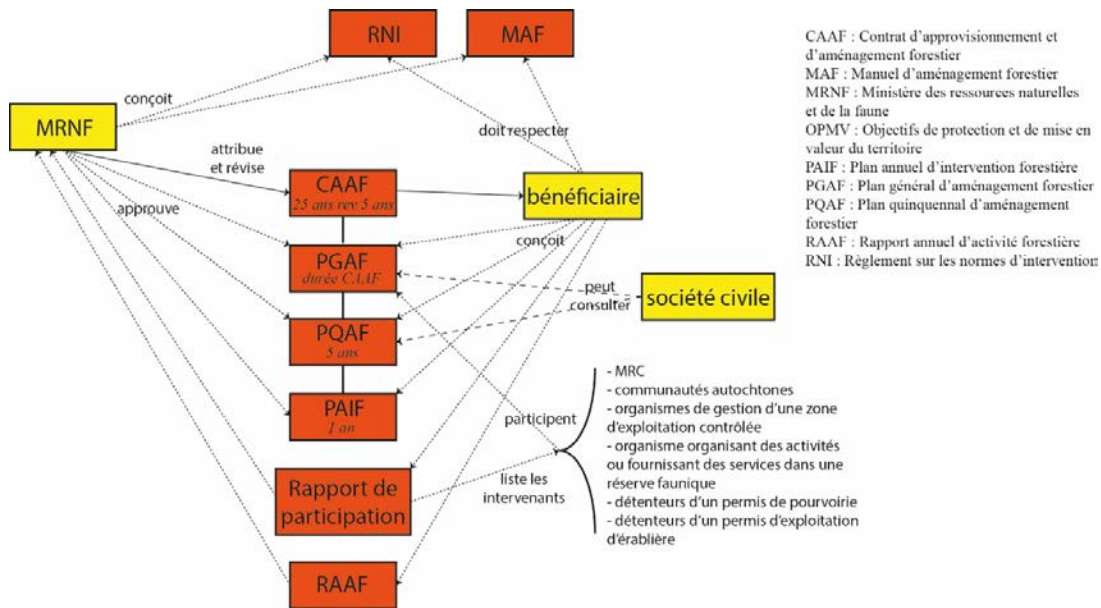 RNI
MAF
conçoit
MRNF
doit respecter
attribue
et révise
CAAF
25 ans rev 5 ans
bénéficiaire
approuve
conçoit
PGAF
durée CAAF
peut
consulter
société civile
PQAF
5 ans
PAIF
1 an
participent
- MRC
- communautés autochtones
- organismes de gestion d'une zone
d'exploitation contrôlée
- organisme organisant des activités
ou fournissant des services dans une
réserve faunique
- détenteurs d'un permis de pourvoirie
- détenteurs d'un permis d'exploitation
d'érablière
Rapport de
participation
liste les
intervenants
RAAF
CAAF : Contrat d'approvisionnement et
d'aménagement forestier
MAF : Manuel d'aménagement forestier
MRNF : Ministère des ressources naturelles
et de la faune
OPMV : Objectifs de protection et de mise en
valeur du territoire
PAIF : Plan annuel d'intervention forestière
PGAF : Plan général d'aménagement forestier
PQAF : Plan quinquennal d'aménagement
forestier
RAAF : Rapport annuel d'activité forestière
RNI : Règlement sur les normes d'intervention